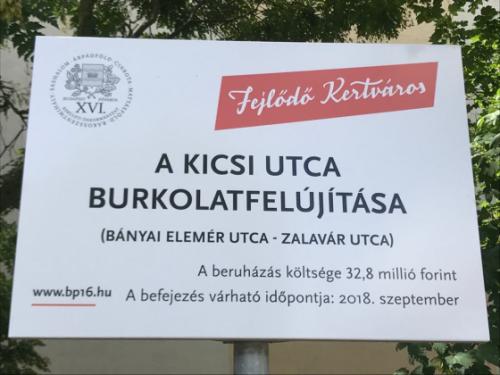 XVI.
Fejlődő Kertváros
A KICSI UTCA
BURKOLATFELÚJÍTÁSA
(BÁNYAI ELEMÉR UTCA - ZALAVÁR UTCA)
A beruházás költsége 32,8 millió forint
www.bp16.hu
A befejezés várható időpontja: 2018. szeptember